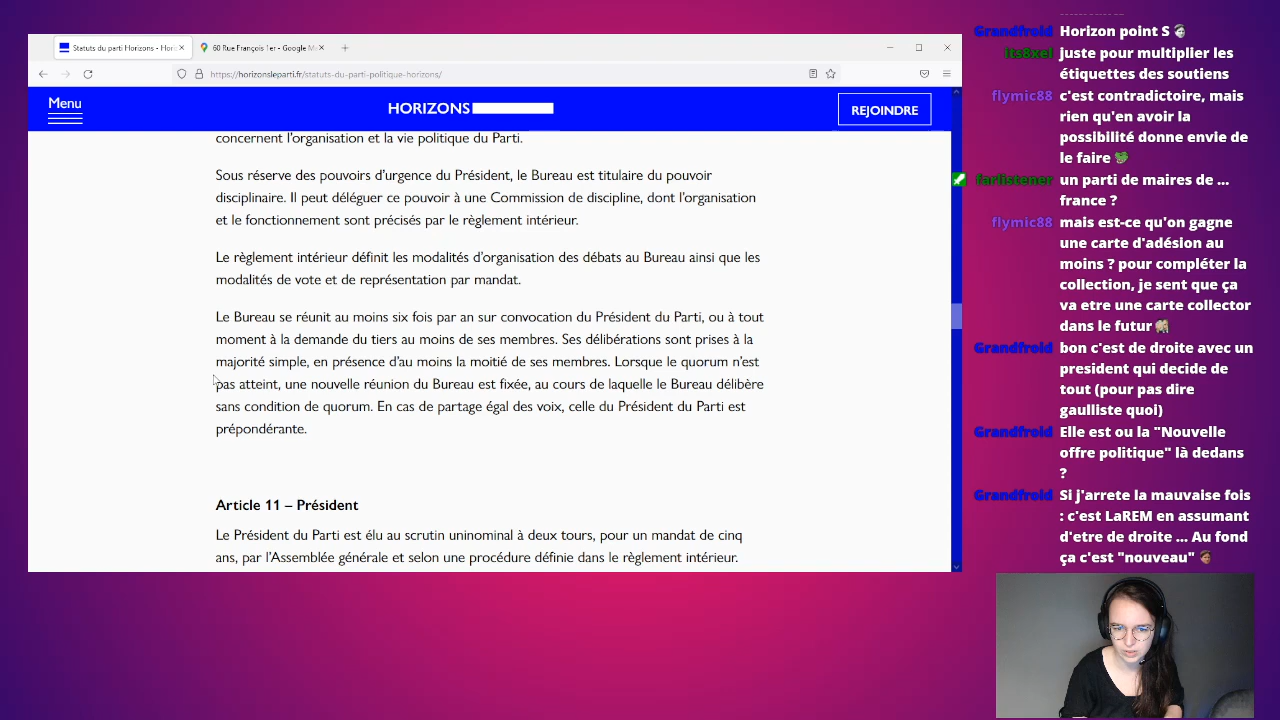 Statuts du parti Horizons - Hori
60 Rue François 1er - Google Ma
https://horizonsleparti.fr/statuts-du-parti-politique-horizons/
Menu
HORIZONS
REJOINDRE
concernent l’organisation et la vie politique du Parti.
Sous réserve des pouvoirs d’urgence du Président, le Bureau est titulaire du pouvoir
disciplinaire. Il peut déléguer ce pouvoir à une Commission de discipline, dont l’organisation
et le fonctionnement sont précisés par le règlement intérieur.
Le règlement intérieur définit les modalités d’organisation des débats au Bureau ainsi que les
modalités de vote et de représentation par mandat.
Le Bureau se réunit au moins six fois par an sur convocation du Président du Parti, ou à tout
moment à la demande du tiers au moins de ses membres. Ses délibérations sont prises à la
majorité simple, en présence d’au moins la moitié de ses membres. Lorsque le quorum n’est
pas atteint, une nouvelle réunion du Bureau est fixée, au cours de laquelle le Bureau délibère
sans condition de quorum. En cas de partage égal des voix, celle du Président du Parti est
prépondérante.
Article 11 – Président
Le Président du Parti est élu au scrutin uninominal à deux tours, pour un mandat de cinq
ans, par l’Assemblée générale et selon une procédure définie dans le règlement intérieur.
Grandfroid Horizon point S
its8xel juste pour multiplier les
étiquettes des soutiens
flymic88 c'est contradictoire, mais
rien qu'en avoir la
possibilité donne envie de
le faire
farlistener un parti de maires de ...
france ?
flymic88 mais est-ce qu'on gagne
une carte d'adésion au
moins ? pour compléter la
collection, je sent que ça
va etre une carte collector
dans le futur
Grandfroid bon c'est de droite avec un
president qui decide de
tout (pour pas dire
gaulliste quoi)
Grandfroid Elle est ou la "Nouvelle
offre politique" là dedans
?
Grandfroid Si j'arrete la mauvaise fois
: c'est LaREM en assumant
d'etre de droite ... Au fond
ça c'est "nouveau"